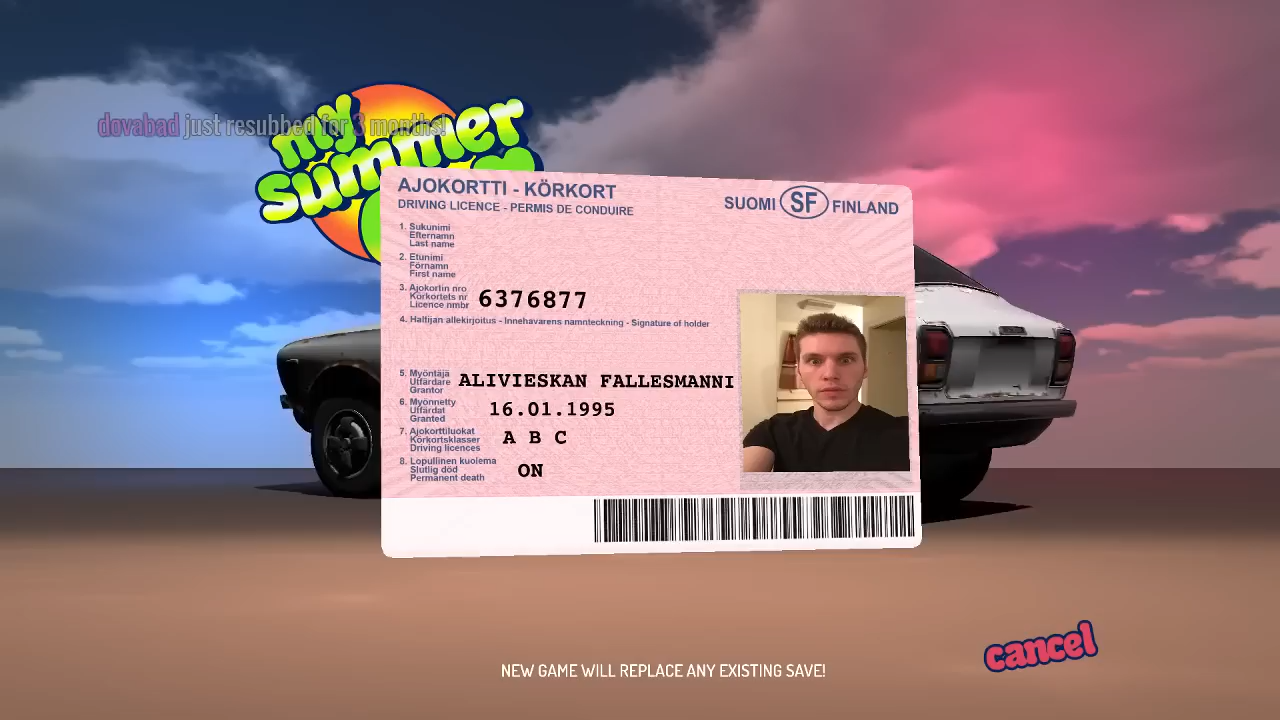 dovabad just resubbed for 3 months!
my
summer
AJOKORTTI - KÖRKORT
DRIVING LICENCE - PERMIS DE CONDUIRE
SUOMI SF FINLAND
1. Sukunimi
Efternamn
Last name
2. Etunimi
Förnamn
First name
3. Ajokortin nro
Körkortets nr
Licence nmbr
6376877
4. Haltijan allekirjoitus - Innehavarens namnteckning - Signature of holder
5. Myöntäjä
Utfärdare
Grantor
ALIVIESKAN FALLESMANNI
6. Myönnetty
Utfärdat
Granted
16.01.1995
7. Ajokorttiluokat
Körkortsklasser
Driving licences
A B C
8. Lopullinen kuolema
Slutlig död
Permanent death
ON
cancel
NEW GAME WILL REPLACE ANY EXISTING SAVE!